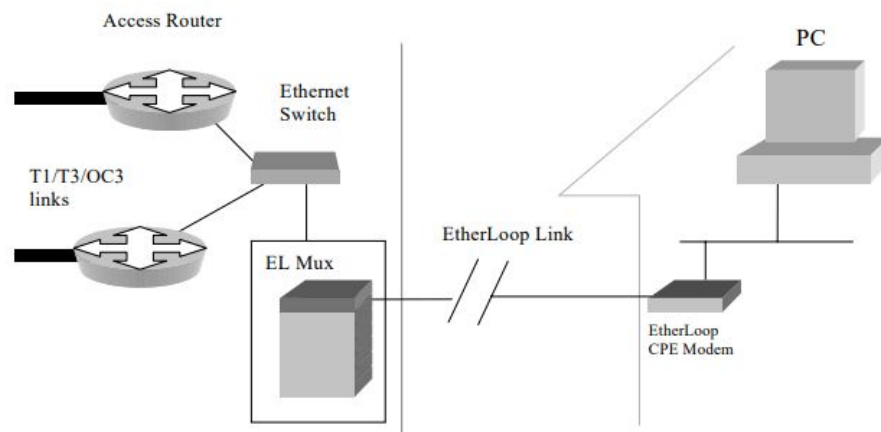 Access Router
PC
Ethernet
Switch
T1/T3/OC3
links
EtherLoop Link
EL Mux
EtherLoop
CPE Modem